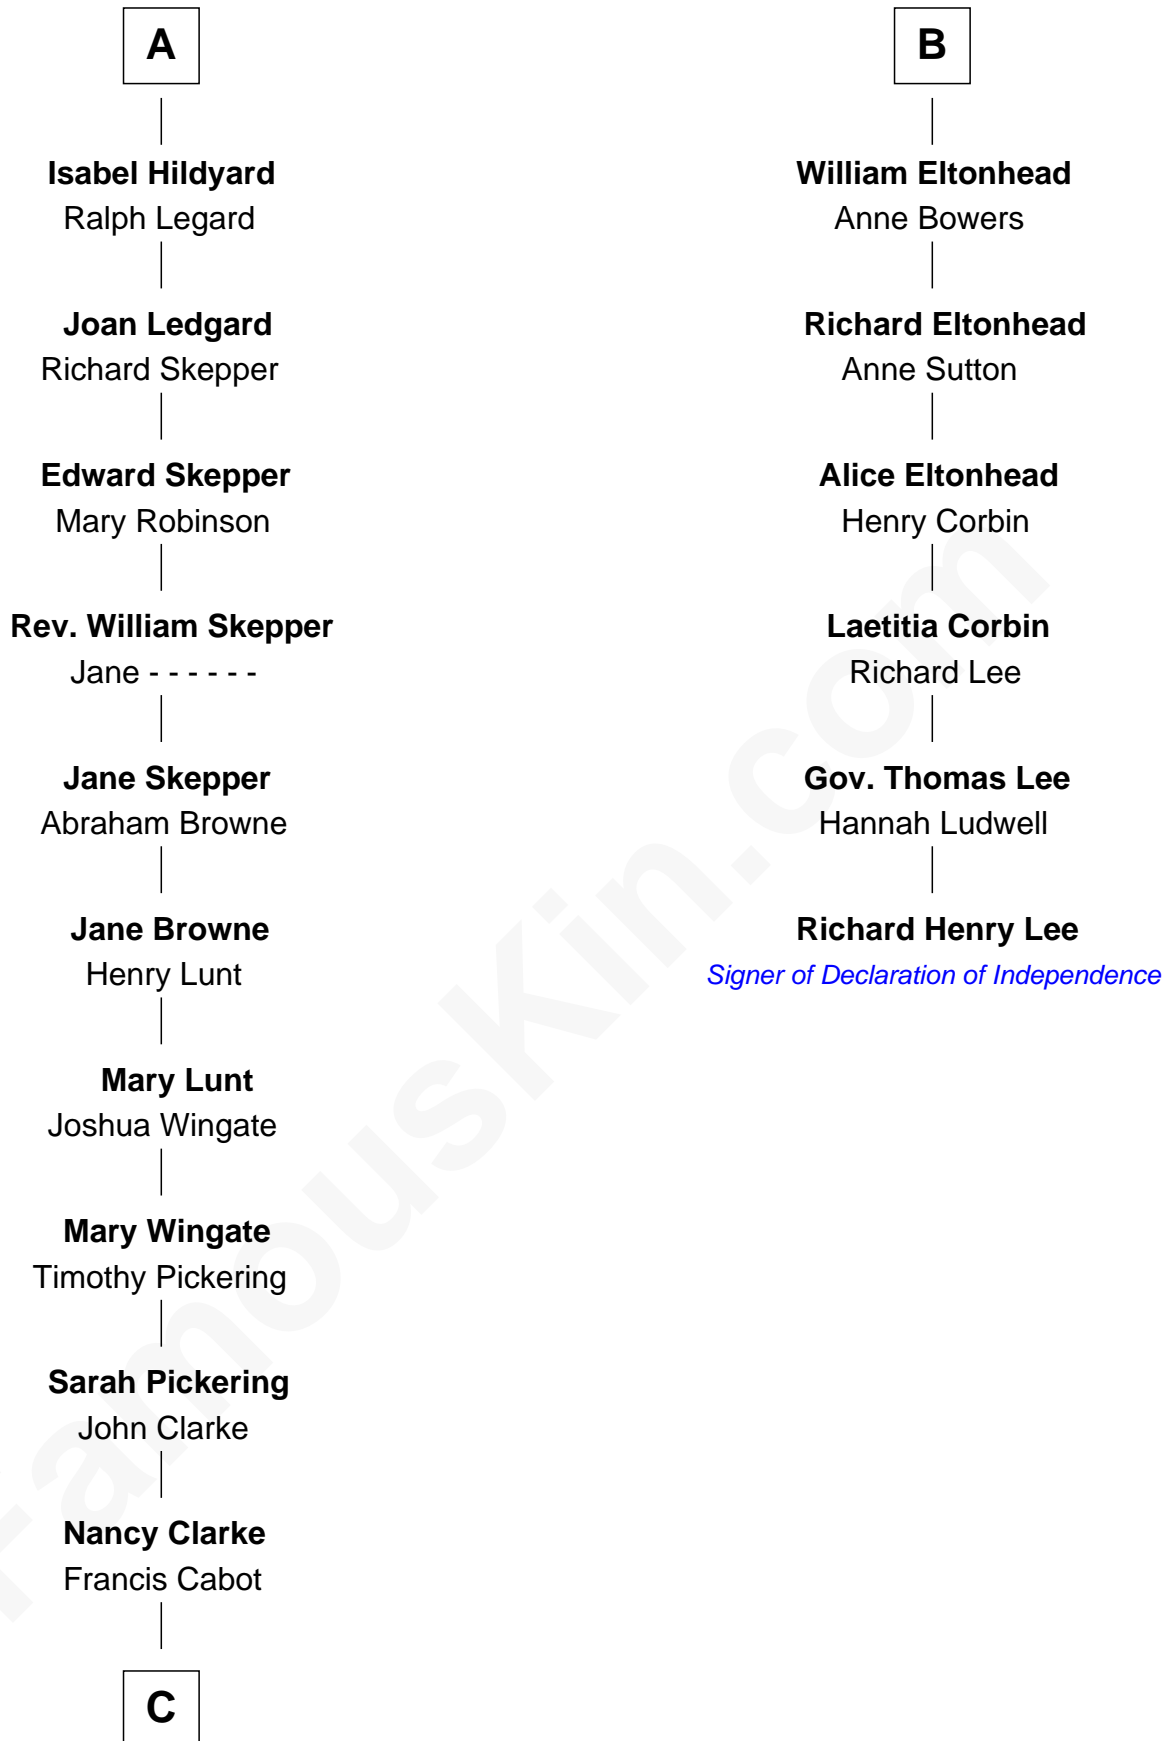 A
Isabel Hildyard
Ralph Legard
Joan Ledgard
Richard Skepper
Edward Skepper
Mary Robinson
Rev. William Skepper
Jane - - - - - -
Jane Skepper
Abraham Browne
Jane Browne
Henry Lunt
Mary Lunt
Joshua Wingate
Mary Wingate
Timothy Pickering
Sarah Pickering
John Clarke
Nancy Clarke
Francis Cabot
C
B
William Eltonhead
Anne Bowers
Richard Eltonhead
Anne Sutton
Alice Eltonhead
Henry Corbin
Laetitia Corbin
Richard Lee
Gov. Thomas Lee
Hannah Ludwell
Richard Henry Lee
Signer of Declaration of Independence
FamousKin.com